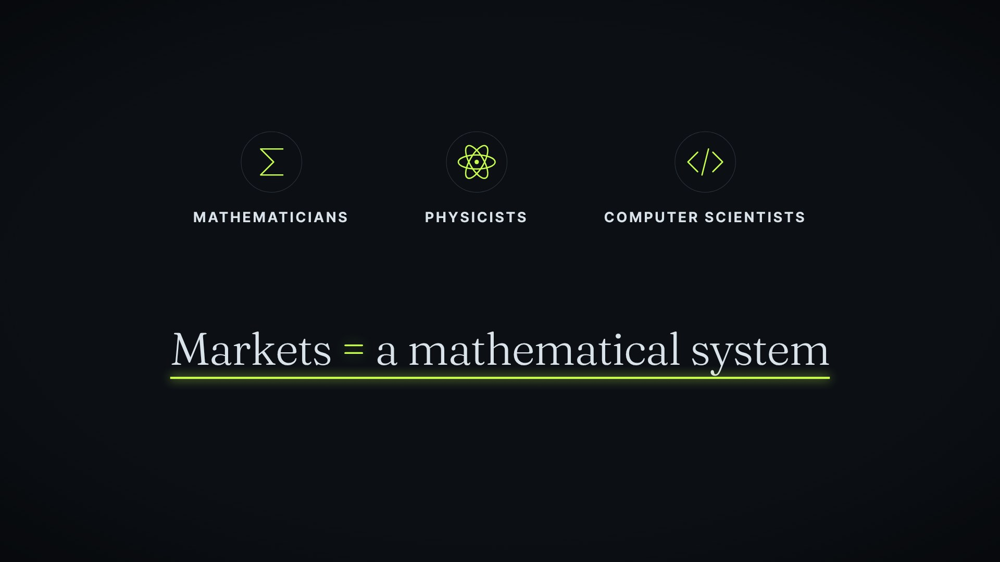 MATHEMATICIANS PHYSICISTS COMPUTER SCIENTISTS
Markets = a mathematical system